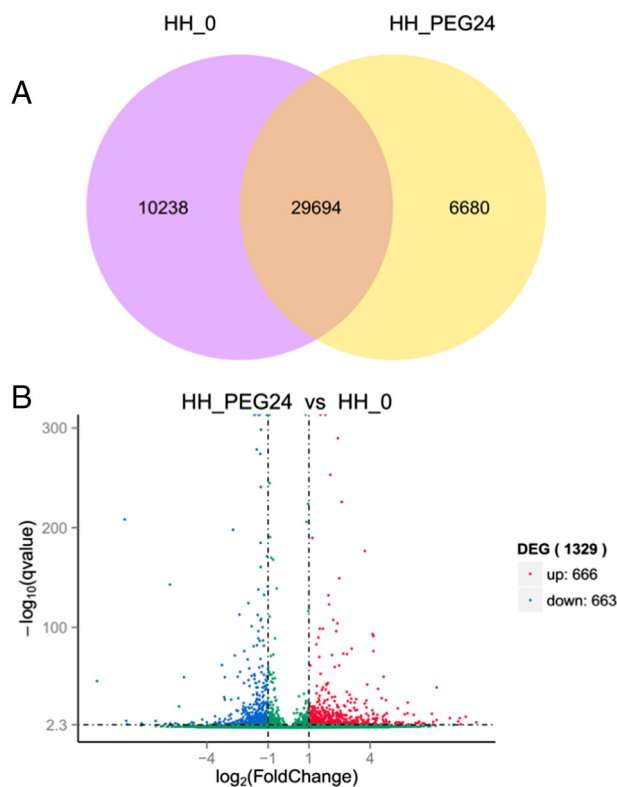 HH_0 HH_PEG24
A
10238 29694 6680
B
HH_PEG24 vs HH_0
300
200
100
2.3
−log10(qvalue)
DEG ( 1329 )
up: 666
down: 663
−4 −1 1 4
log2(FoldChange)